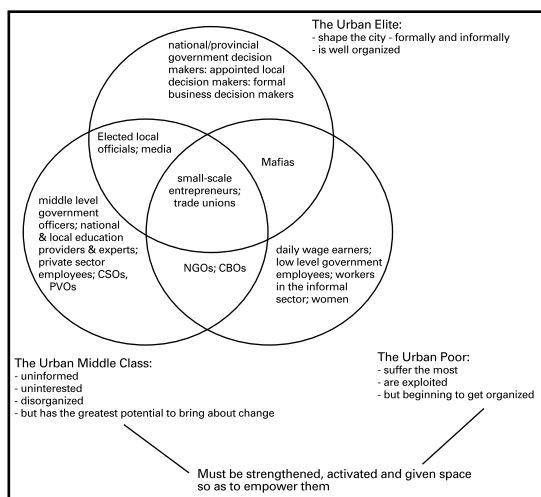 The Urban Elite:
- shape the city - formally and informally
- is well organized
national/provincial
government decision
makers: appointed local
decision makers: formal
business decision makers
Elected local
officials; media
Mafias
small-scale
entrepreneurs;
trade unions
middle level
government
officers; national
& local education
providers & experts;
private sector
employees; CSOs,
PVOs
daily wage earners;
low level government
employees; workers
in the informal
sector; women
NGOs; CBOs
The Urban Middle Class:
- uninformed
- uninterested
- disorganized
- but has the greatest potential to bring about change
The Urban Poor:
- suffer the most
- are exploited
- but beginning to get organized
Must be strengthened, activated and given space
so as to empower them